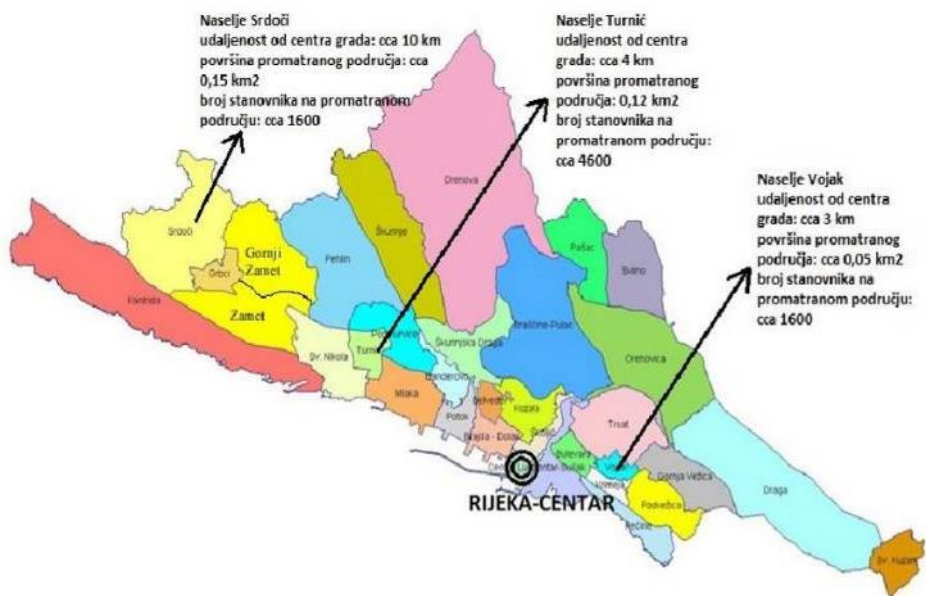 Naselje Srdoči
udaljenost od centra grada: cca 10 km
površina promatranog područja: cca
0,15 km2
broj stanovnika na promatranom
području: cca 1600
Naselje Turnić
udaljenost od centra
grada: cca 4 km
površina promatranog
područja: 0,12 km2
broj stanovnika na
promatranom području:
cca 4600
Naselje Vojak
udaljenost od centra
grada: cca 3 km
površina promatranog
područja: cca 0,05 km2
broj stanovnika na
promatranom području:
cca 1600
Drenova
Srdoči
Gornji
Zamet
Pehlin
Škurinje
Pašac
Svilno
Grbci
Kantrida
Zamet
Brašćine-Pulac
Orehovica
Škurinjska Draga
Sv. Nikola
Mlaka
Potok
Belveder
Kozala
Trsat
Brajda - Dolac
Bulevard
Gornja Vežica
Draga
Podvežica
RIJEKA-CENTAR
Pećine
Sv. Kuzam